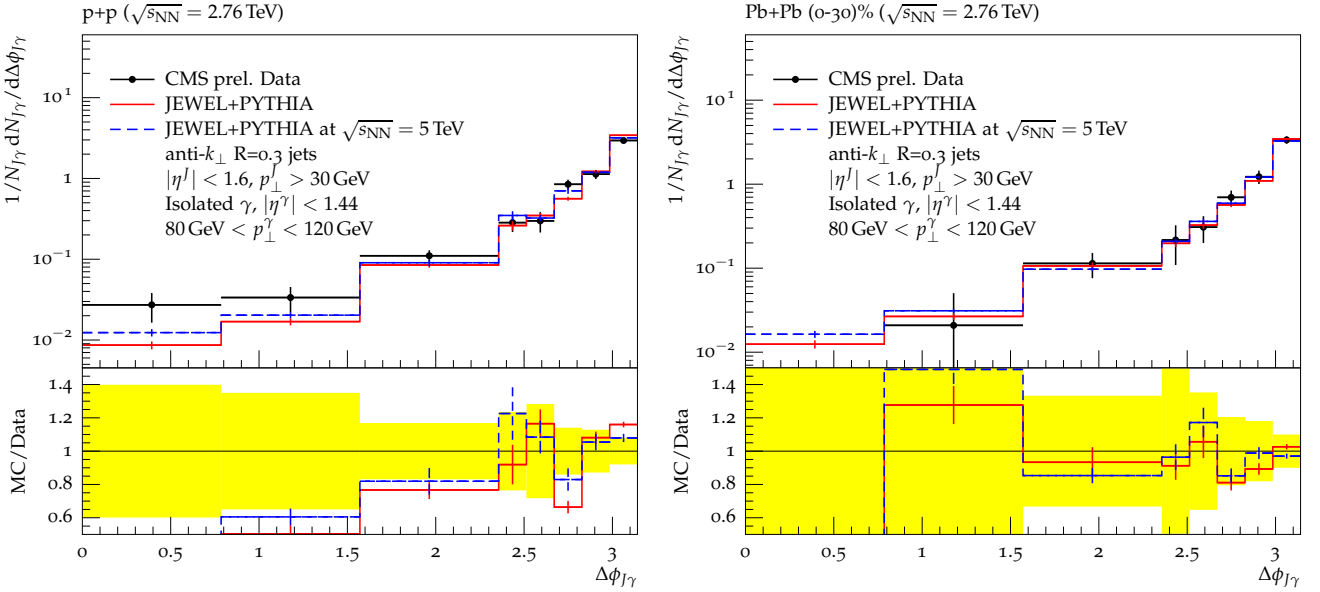 p+p (√s_NN = 2.76 TeV)
1/N_Jγ dN_Jγ/dΔϕ_Jγ
10^1
1
10^−1
10^−2
CMS prel. Data
JEWEL+PYTHIA
JEWEL+PYTHIA at √s_NN = 5 TeV
anti-k_⊥ R=0.3 jets
|η^J| < 1.6, p_⊥^J > 30 GeV
Isolated γ, |η^γ| < 1.44
80 GeV < p_⊥^γ < 120 GeV
MC/Data
1.4
1.2
1
0.8
0.6
0 0.5 1 1.5 2 2.5 3
Δϕ_Jγ
Pb+Pb (0-30)% (√s_NN = 2.76 TeV)
1/N_Jγ dN_Jγ/dΔϕ_Jγ
10^1
1
10^−1
10^−2
CMS prel. Data
JEWEL+PYTHIA
JEWEL+PYTHIA at √s_NN = 5 TeV
anti-k_⊥ R=0.3 jets
|η^J| < 1.6, p_⊥^J > 30 GeV
Isolated γ, |η^γ| < 1.44
80 GeV < p_⊥^γ < 120 GeV
MC/Data
1.4
1.2
1
0.8
0.6
0 0.5 1 1.5 2 2.5 3
Δϕ_Jγ